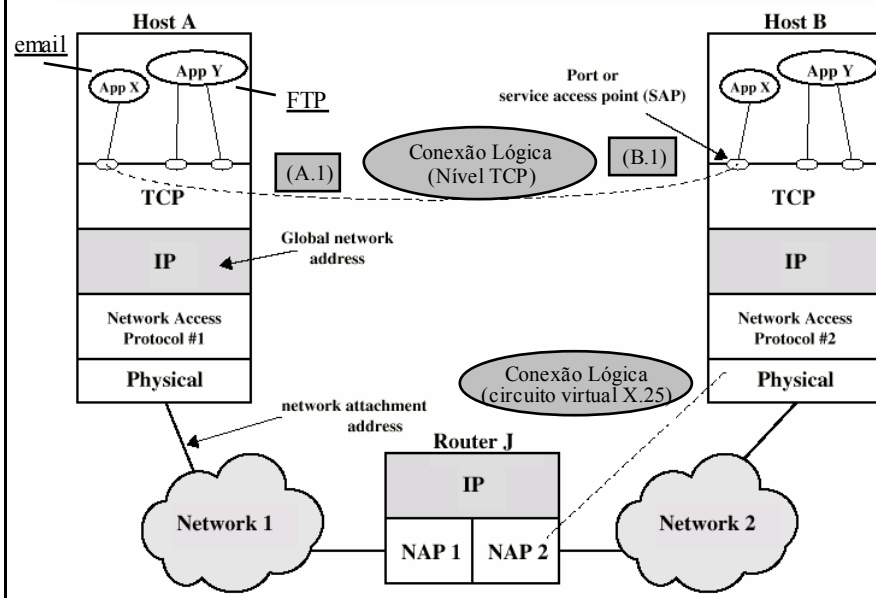 Host A
Host B
email
App X
App Y
FTP
Port or
service access point (SAP)
App X
App Y
(A.1)
Conexão Lógica
(Nível TCP)
(B.1)
TCP
TCP
Global network
address
IP
IP
Network Access
Protocol #1
Network Access
Protocol #2
Physical
Conexão Lógica
(circuito virtual X.25)
Physical
network attachment
address
Router J
IP
Network 1
NAP 1
NAP 2
Network 2